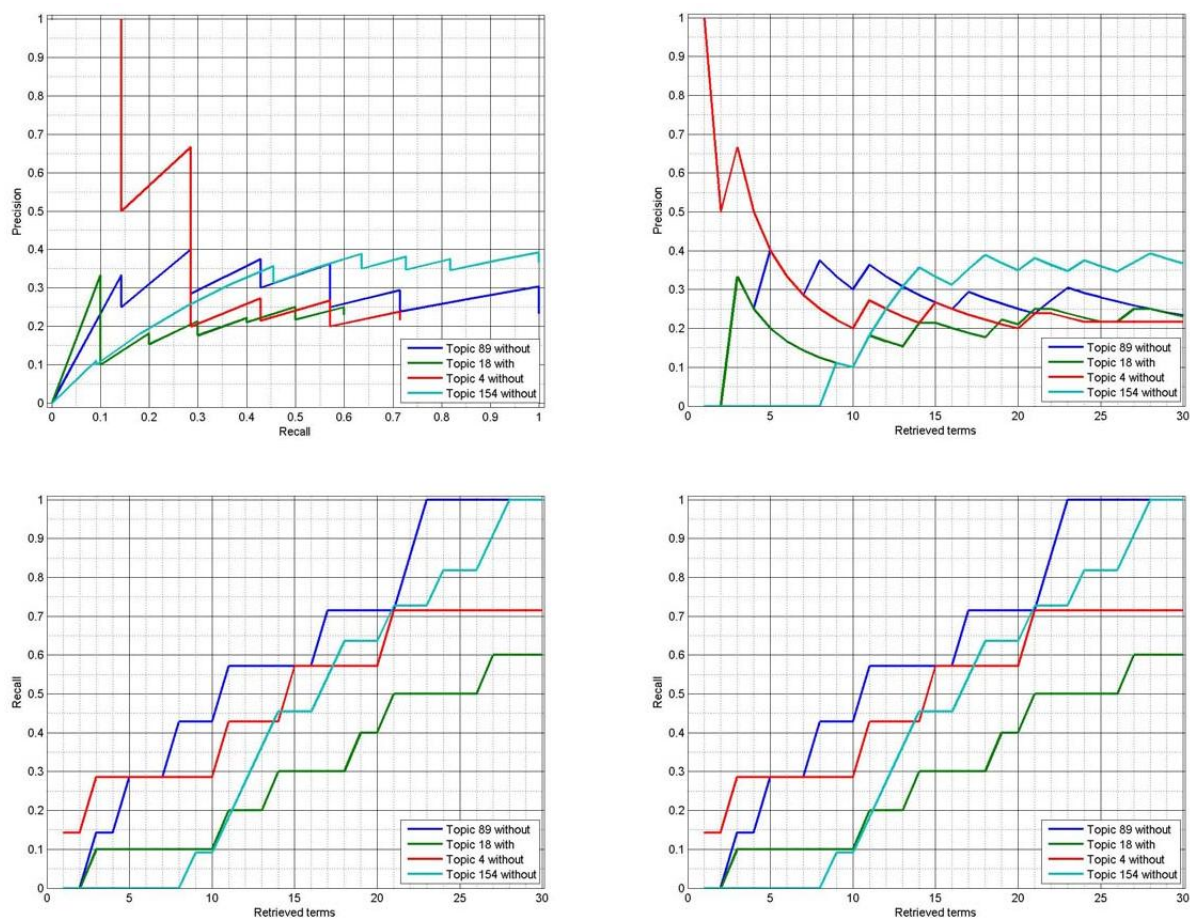 1
0.9
0.8
0.7
0.6
0.5
0.4
0.3
0.2
0.1
0
Precision
0 0.1 0.2 0.3 0.4 0.5 0.6 0.7 0.8 0.9 1
Recall
Topic 89 without
Topic 18 with
Topic 4 without
Topic 154 without
1
0.9
0.8
0.7
0.6
0.5
0.4
0.3
0.2
0.1
0
Precision
0 5 10 15 20 25 30
Retrieved terms
Topic 89 without
Topic 18 with
Topic 4 without
Topic 154 without
1
0.9
0.8
0.7
0.6
0.5
0.4
0.3
0.2
0.1
0
Recall
0 5 10 15 20 25 30
Retrieved terms
Topic 89 without
Topic 18 with
Topic 4 without
Topic 154 without
1
0.9
0.8
0.7
0.6
0.5
0.4
0.3
0.2
0.1
0
Recall
0 5 10 15 20 25 30
Retrieved terms
Topic 89 without
Topic 18 with
Topic 4 without
Topic 154 without